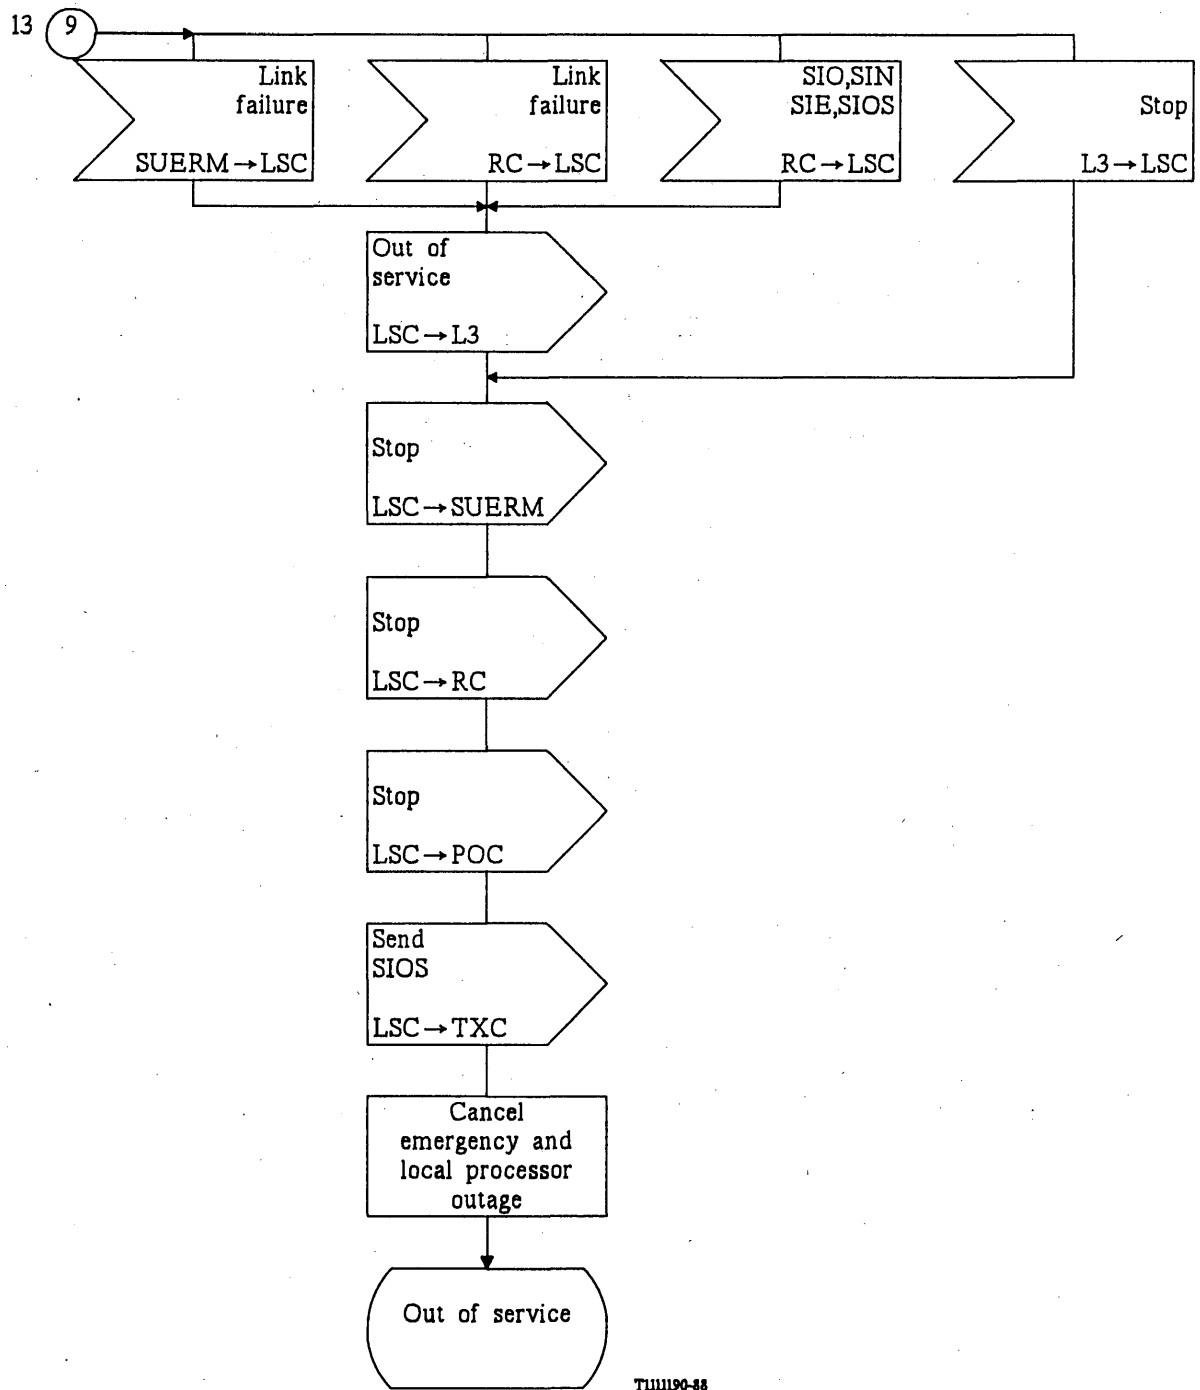 13 9
Link
failure
SUERM→LSC
Link
failure
RC→LSC
SIO,SIN
SIE,SIOS
RC→LSC
Stop
L3→LSC
Out of
service
LSC→L3
Stop
LSC→SUERM
Stop
LSC→RC
Stop
LSC→POC
Send
SIOS
LSC→TXC
Cancel
emergency and
local processor
outage
Out of service
T1111190-88